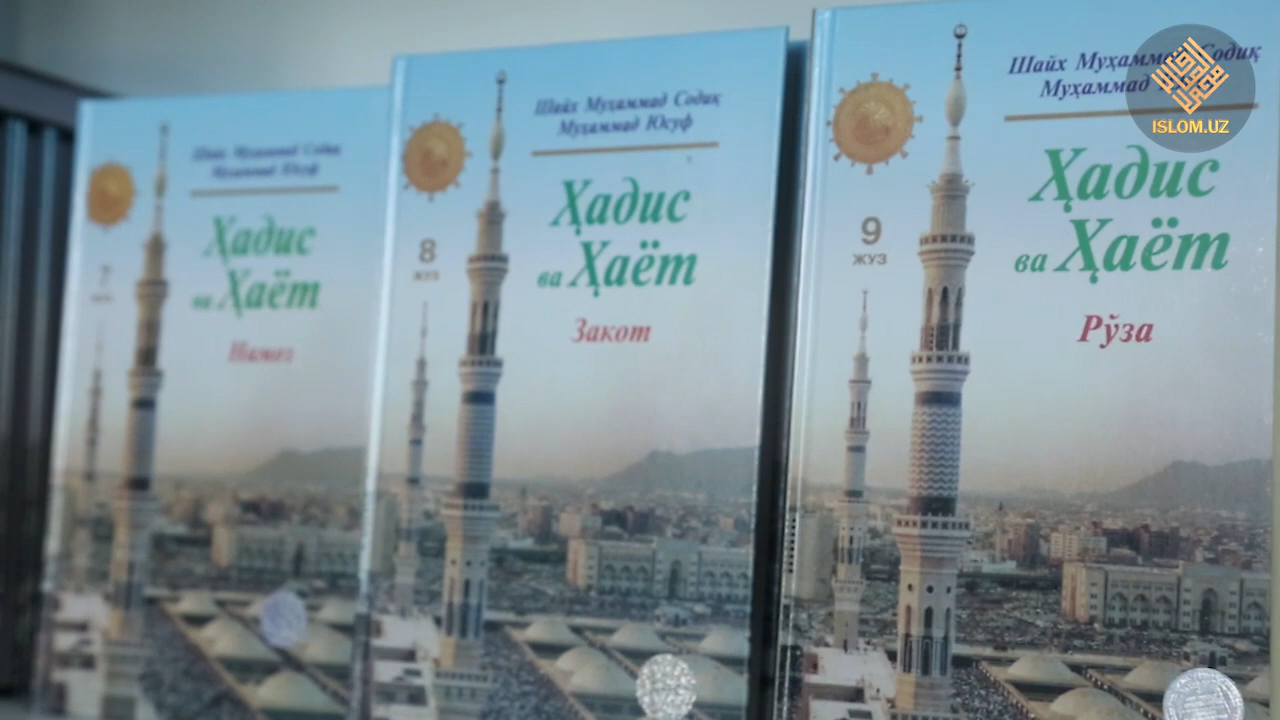 Шайх Муҳаммад Содиқ
Муҳаммад Юсуф
Ҳадис
ва Ҳаёт
7
Намоз
Шайх Муҳаммад Содиқ
Муҳаммад Юсуф
Ҳадис
ва Ҳаёт
8
жуз
Закот
Шайх Муҳаммад Содиқ
Муҳаммад
Ҳадис
ва Ҳаёт
9
жуз
Рўза
ISLOM.UZ